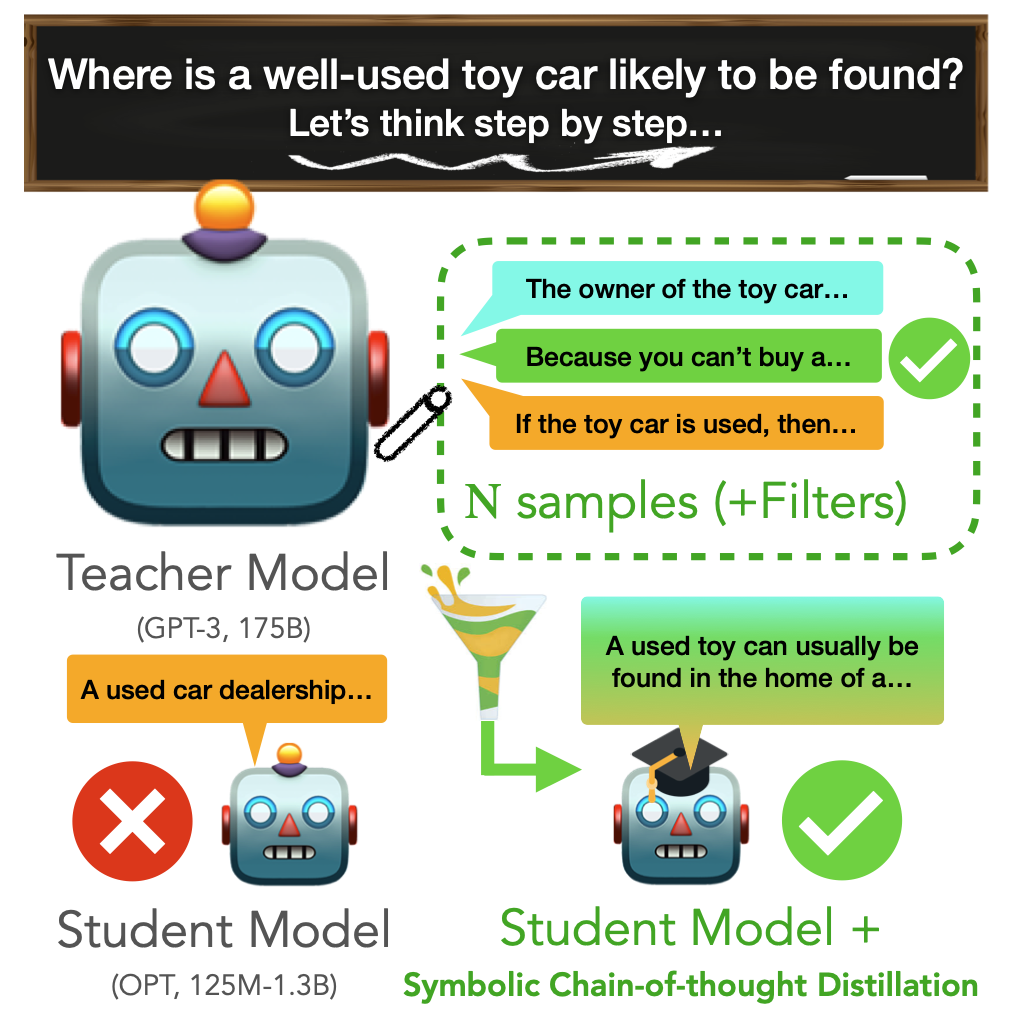 Where is a well-used toy car likely to be found?
Let's think step by step...
The owner of the toy car...
Because you can't buy a...
If the toy car is used, then...
N samples (+Filters)
Teacher Model
(GPT-3, 175B)
A used car dealership...
A used toy can usually be
found in the home of a...
Student Model
(OPT, 125M-1.3B)
Student Model +
Symbolic Chain-of-thought Distillation